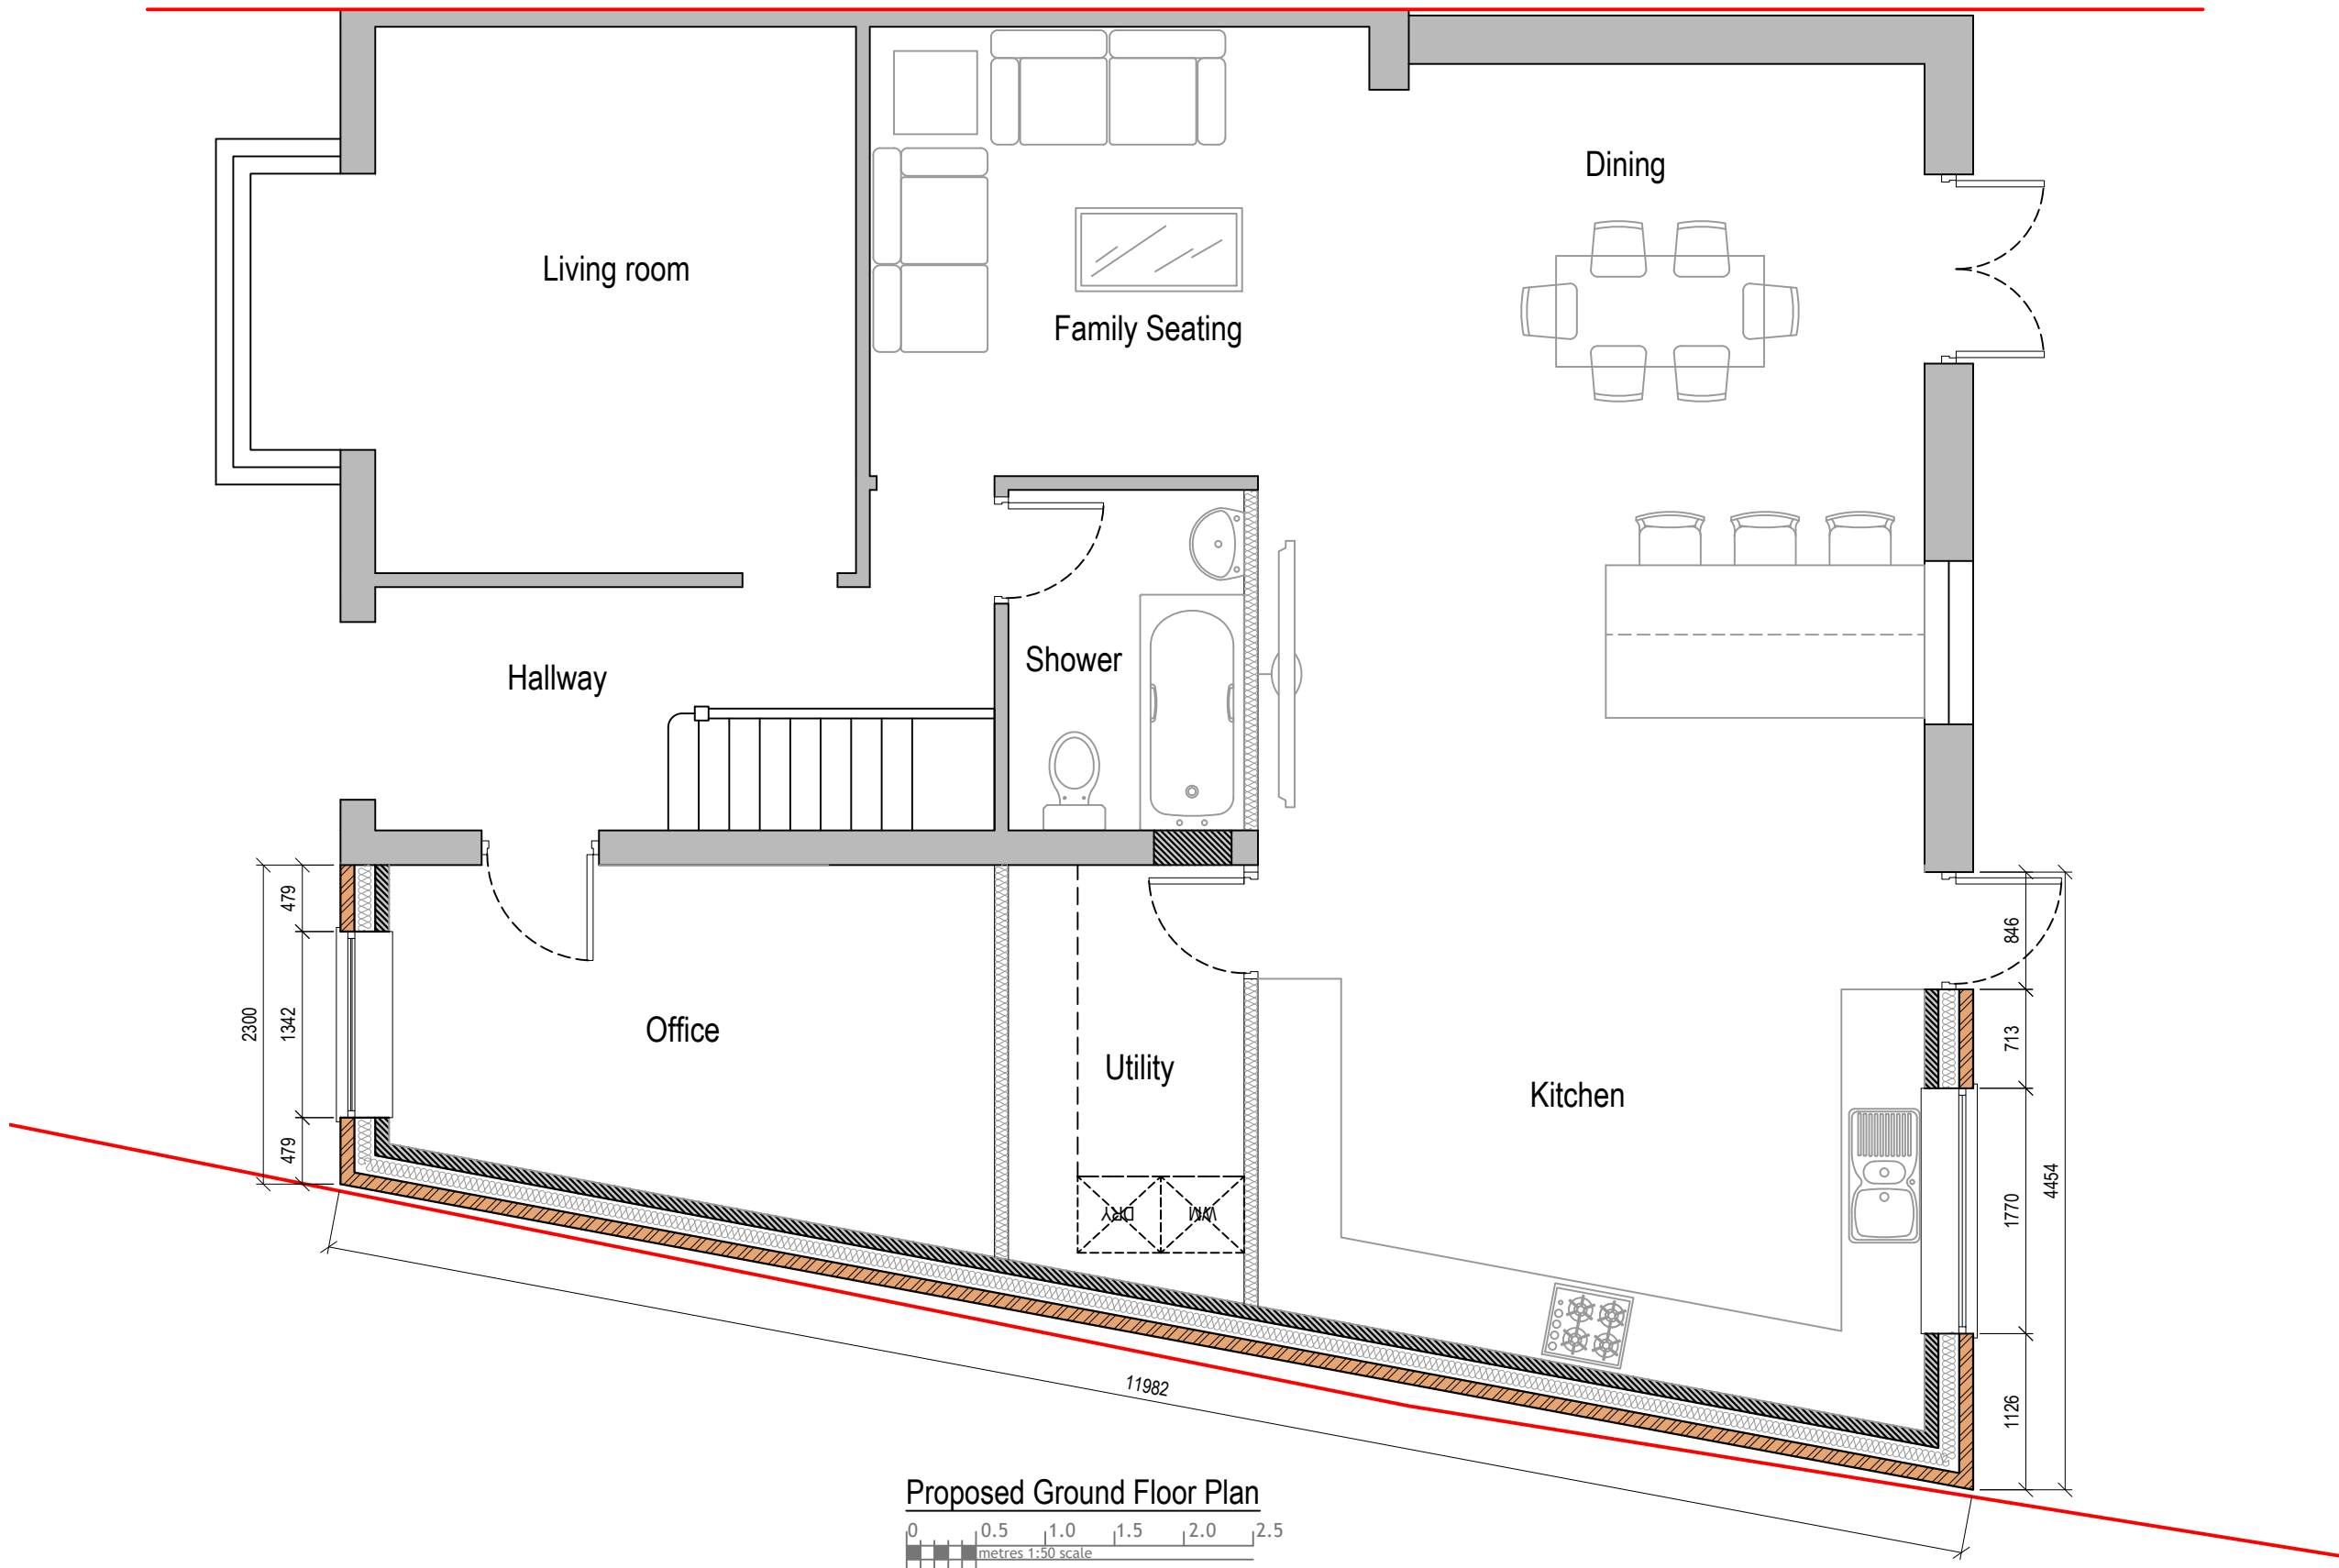 Dining
Living room
Family Seating
Shower
Hallway
479
846
2300
1342
Office
713
Utility
Kitchen
479
1770
4454
DRY
WM
11982
1126
Proposed Ground Floor Plan
0 0.5 1.0 1.5 2.0 2.5
metres 1:50 scale